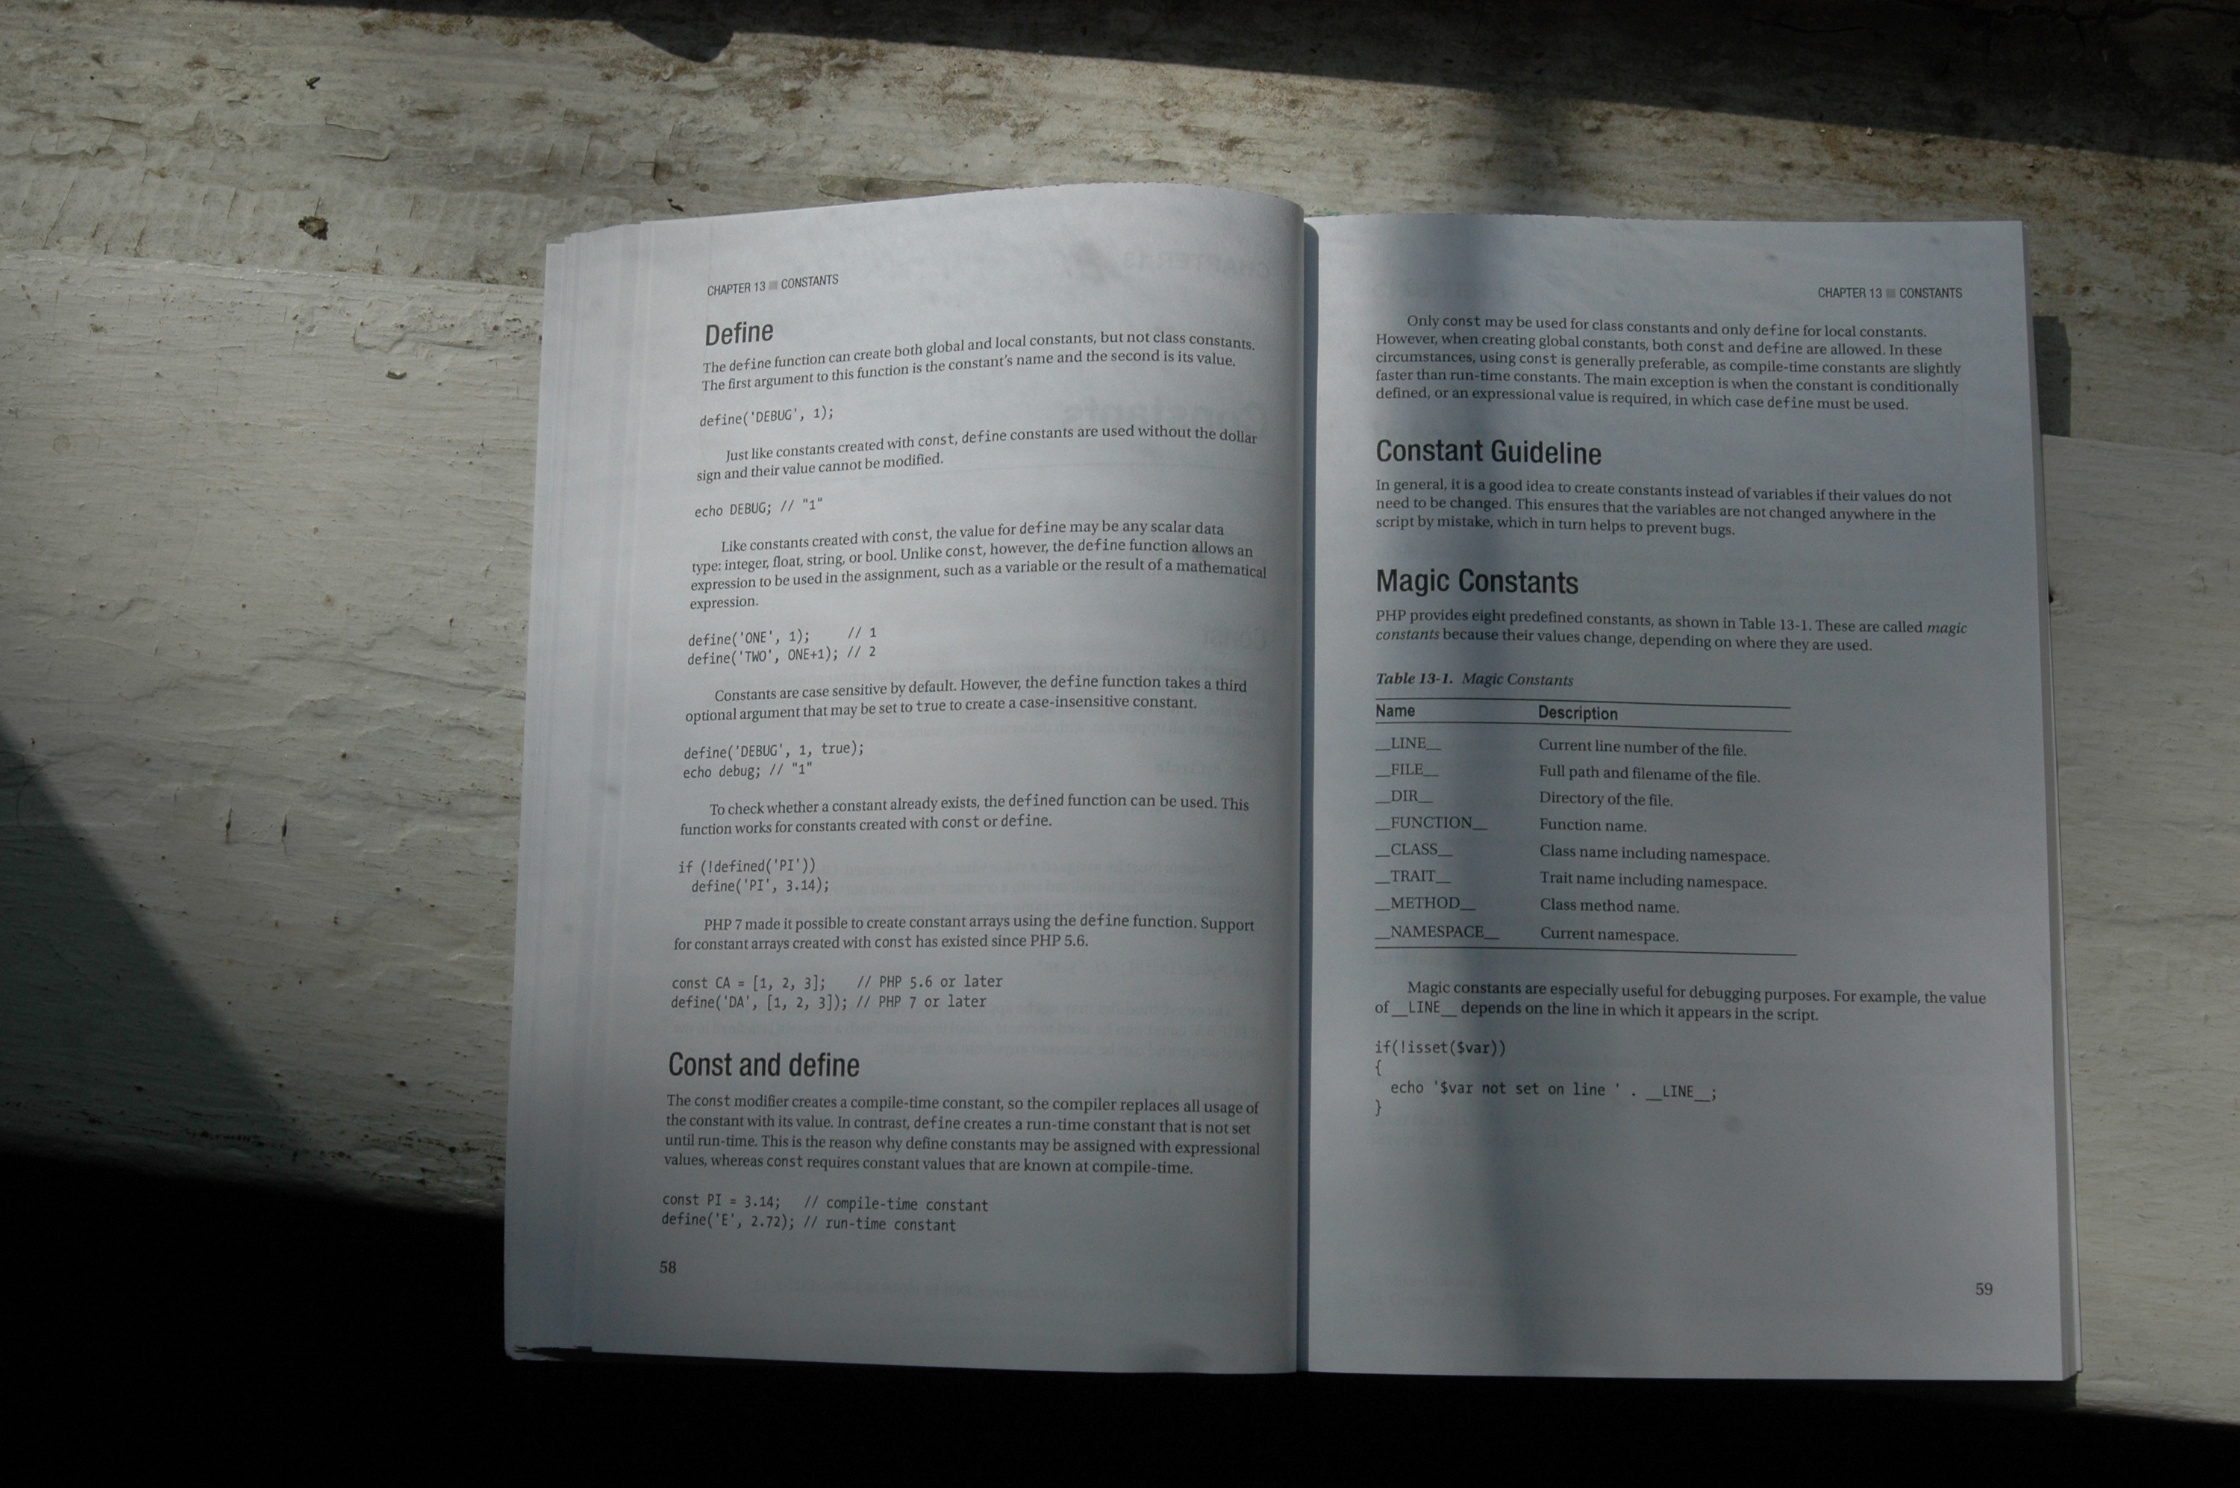 CHAPTER 13 ■ CONSTANTS
Define
The define function can create both global and local constants, but not class constants.
The first argument to this function is the constant's name and the second is its value.
define('DEBUG', 1);
Just like constants created with const, define constants are used without the dollar
sign and their value cannot be modified.
echo DEBUG; // "1"
Like constants created with const, the value for define may be any scalar data
type: integer, float, string, or bool. Unlike const, however, the define function allows an
expression to be used in the assignment, such as a variable or the result of a mathematical
expression.
define('ONE', 1);     // 1
define('TWO', ONE+1); // 2
Constants are case sensitive by default. However, the define function takes a third
optional argument that may be set to true to create a case-insensitive constant.
define('DEBUG', 1, true);
echo debug; // "1"
To check whether a constant already exists, the defined function can be used. This
function works for constants created with const or define.
if (!defined('PI'))
  define('PI', 3.14);
PHP 7 made it possible to create constant arrays using the define function. Support
for constant arrays created with const has existed since PHP 5.6.
const CA = [1, 2, 3];    // PHP 5.6 or later
define('DA', [1, 2, 3]); // PHP 7 or later
Const and define
The const modifier creates a compile-time constant, so the compiler replaces all usage of
the constant with its value. In contrast, define creates a run-time constant that is not set
until run-time. This is the reason why define constants may be assigned with expressional
values, whereas const requires constant values that are known at compile-time.
const PI = 3.14;   // compile-time constant
define('E', 2.72); // run-time constant
58
CHAPTER 13 ■ CONSTANTS
Only const may be used for class constants and only define for local constants.
However, when creating global constants, both const and define are allowed. In these
circumstances, using const is generally preferable, as compile-time constants are slightly
faster than run-time constants. The main exception is when the constant is conditionally
defined, or an expressional value is required, in which case define must be used.
Constant Guideline
In general, it is a good idea to create constants instead of variables if their values do not
need to be changed. This ensures that the variables are not changed anywhere in the
script by mistake, which in turn helps to prevent bugs.
Magic Constants
PHP provides eight predefined constants, as shown in Table 13-1. These are called magic
constants because their values change, depending on where they are used.
Table 13-1. Magic Constants
Name Description
__LINE__ Current line number of the file.
__FILE__ Full path and filename of the file.
__DIR__ Directory of the file.
__FUNCTION__ Function name.
__CLASS__ Class name including namespace.
__TRAIT__ Trait name including namespace.
__METHOD__ Class method name.
__NAMESPACE__ Current namespace.
Magic constants are especially useful for debugging purposes. For example, the value
of __LINE__ depends on the line in which it appears in the script.
if(!isset($var))
{
  echo '$var not set on line ' . __LINE__;
}
59